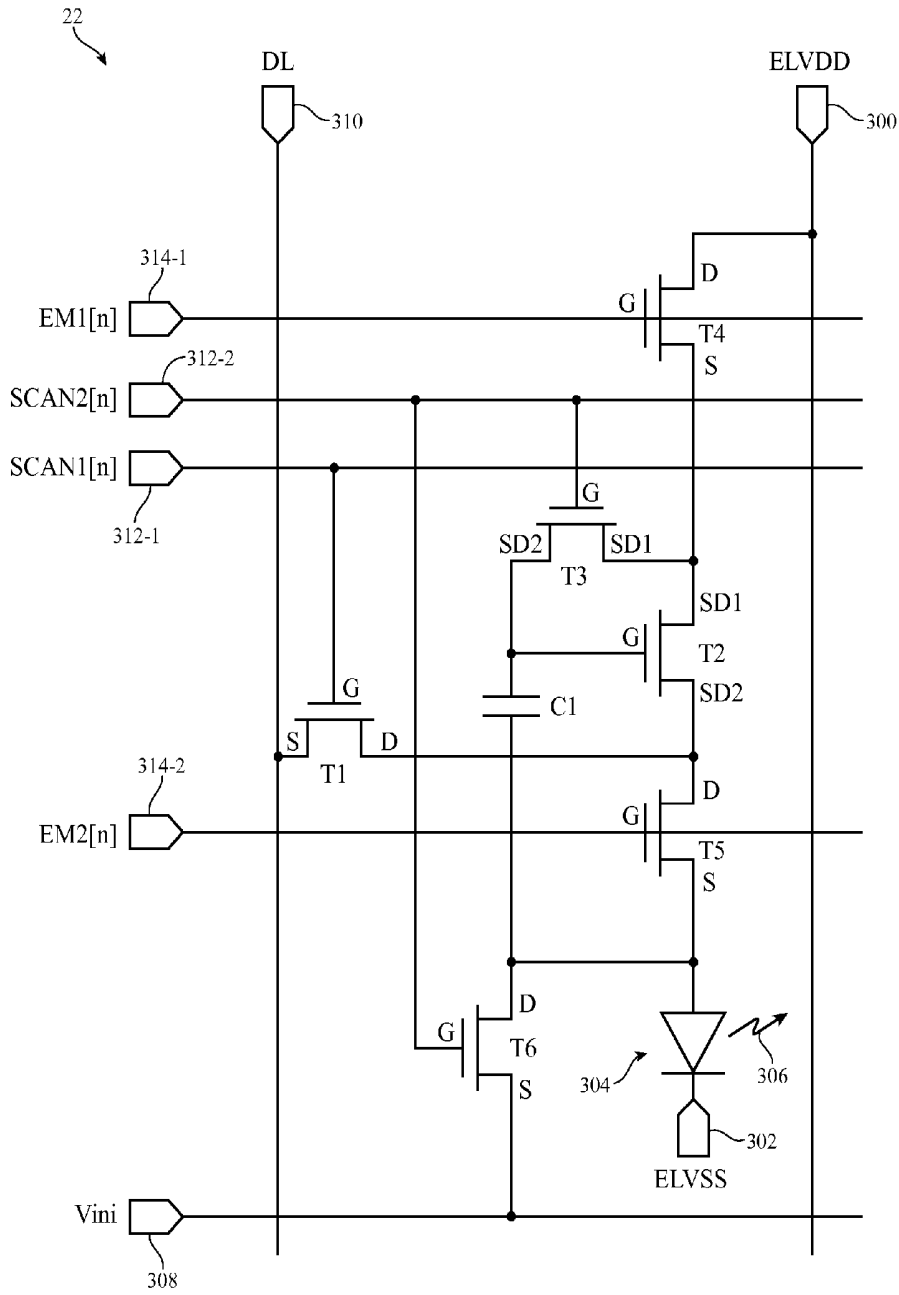 22
DL
ELVDD
310
300
314-1
D
G
EM1[n]
T4
312-2
S
SCAN2[n]
SCAN1[n]
G
312-1
SD2
SD1
T3
SD1
G
T2
SD2
C1
G
S
D
T1
314-2
D
G
EM2[n]
T5
S
D
G
T6
304
306
S
302
ELVSS
Vini
308